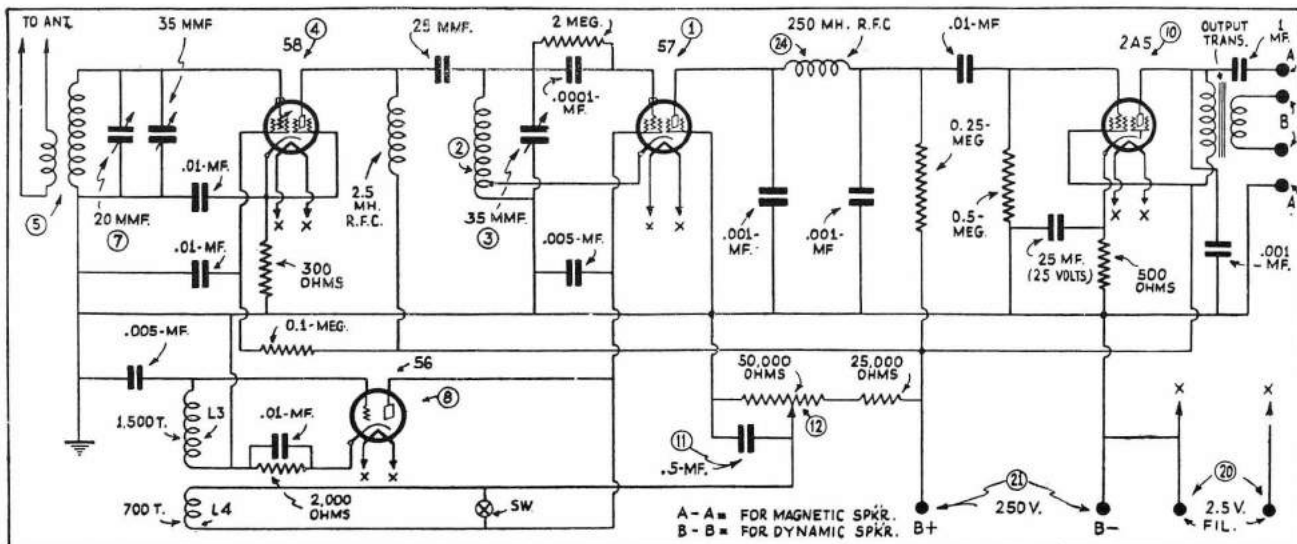 TO ANT.
35 MMF
④
58
25 MMF.
2 MEG.
①
57
250 MH. R.F.C
㉔
.01-MF.
⑩
2A5
OUTPUT
TRANS.
1
MF.
A
B
A
.0001-
MF.
②
2.5
MH.
R.F.C.
.01-MF.
⑤
20 MMF.
⑦
X X
35 MMF.
③
X X
.001-
MF.
.001-
MF
0.25-
MEG
0.5-
MEG.
X X
25 MF.
(25 VOLTS)
500
OHMS
.001
MF.
.01-MF.
300
OHMS
.005-MF.
0.1-MEG.
.005-MF.
56
⑧
50,000
OHMS
25,000
OHMS
⑫
X X
1,500T.
L3
.01-MF.
X X
2,000
OHMS
⑪
.5-MF.
700T.
L4
SW.
A-A= FOR MAGNETIC SPKR.
B-B= FOR DYNAMIC SPKR.
B+
㉑
250 V.
B-
⑳
2.5 V.
FIL.